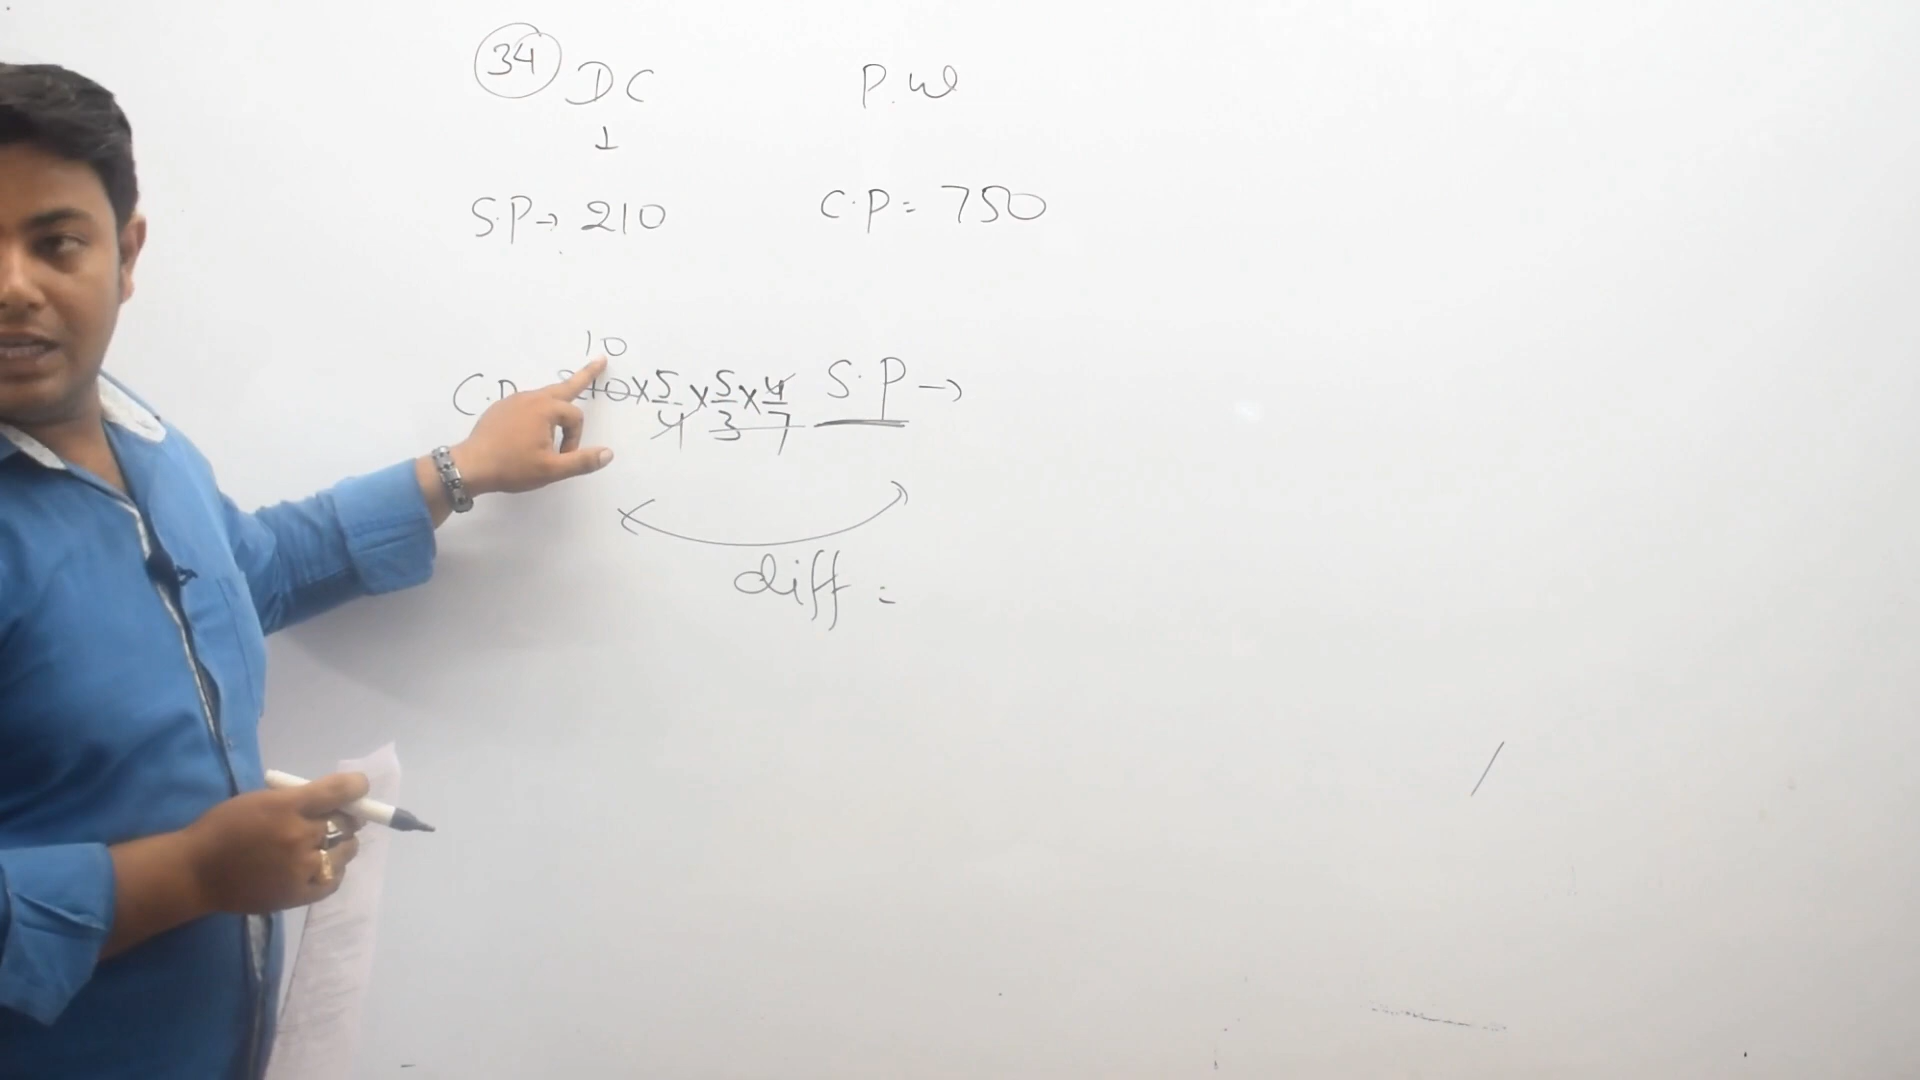 34 DC P.W
1
S.P→ 210 C.P = 750
10
C.P 210 × 5/4 × 5/3 × 4/7 S.P →
diff =